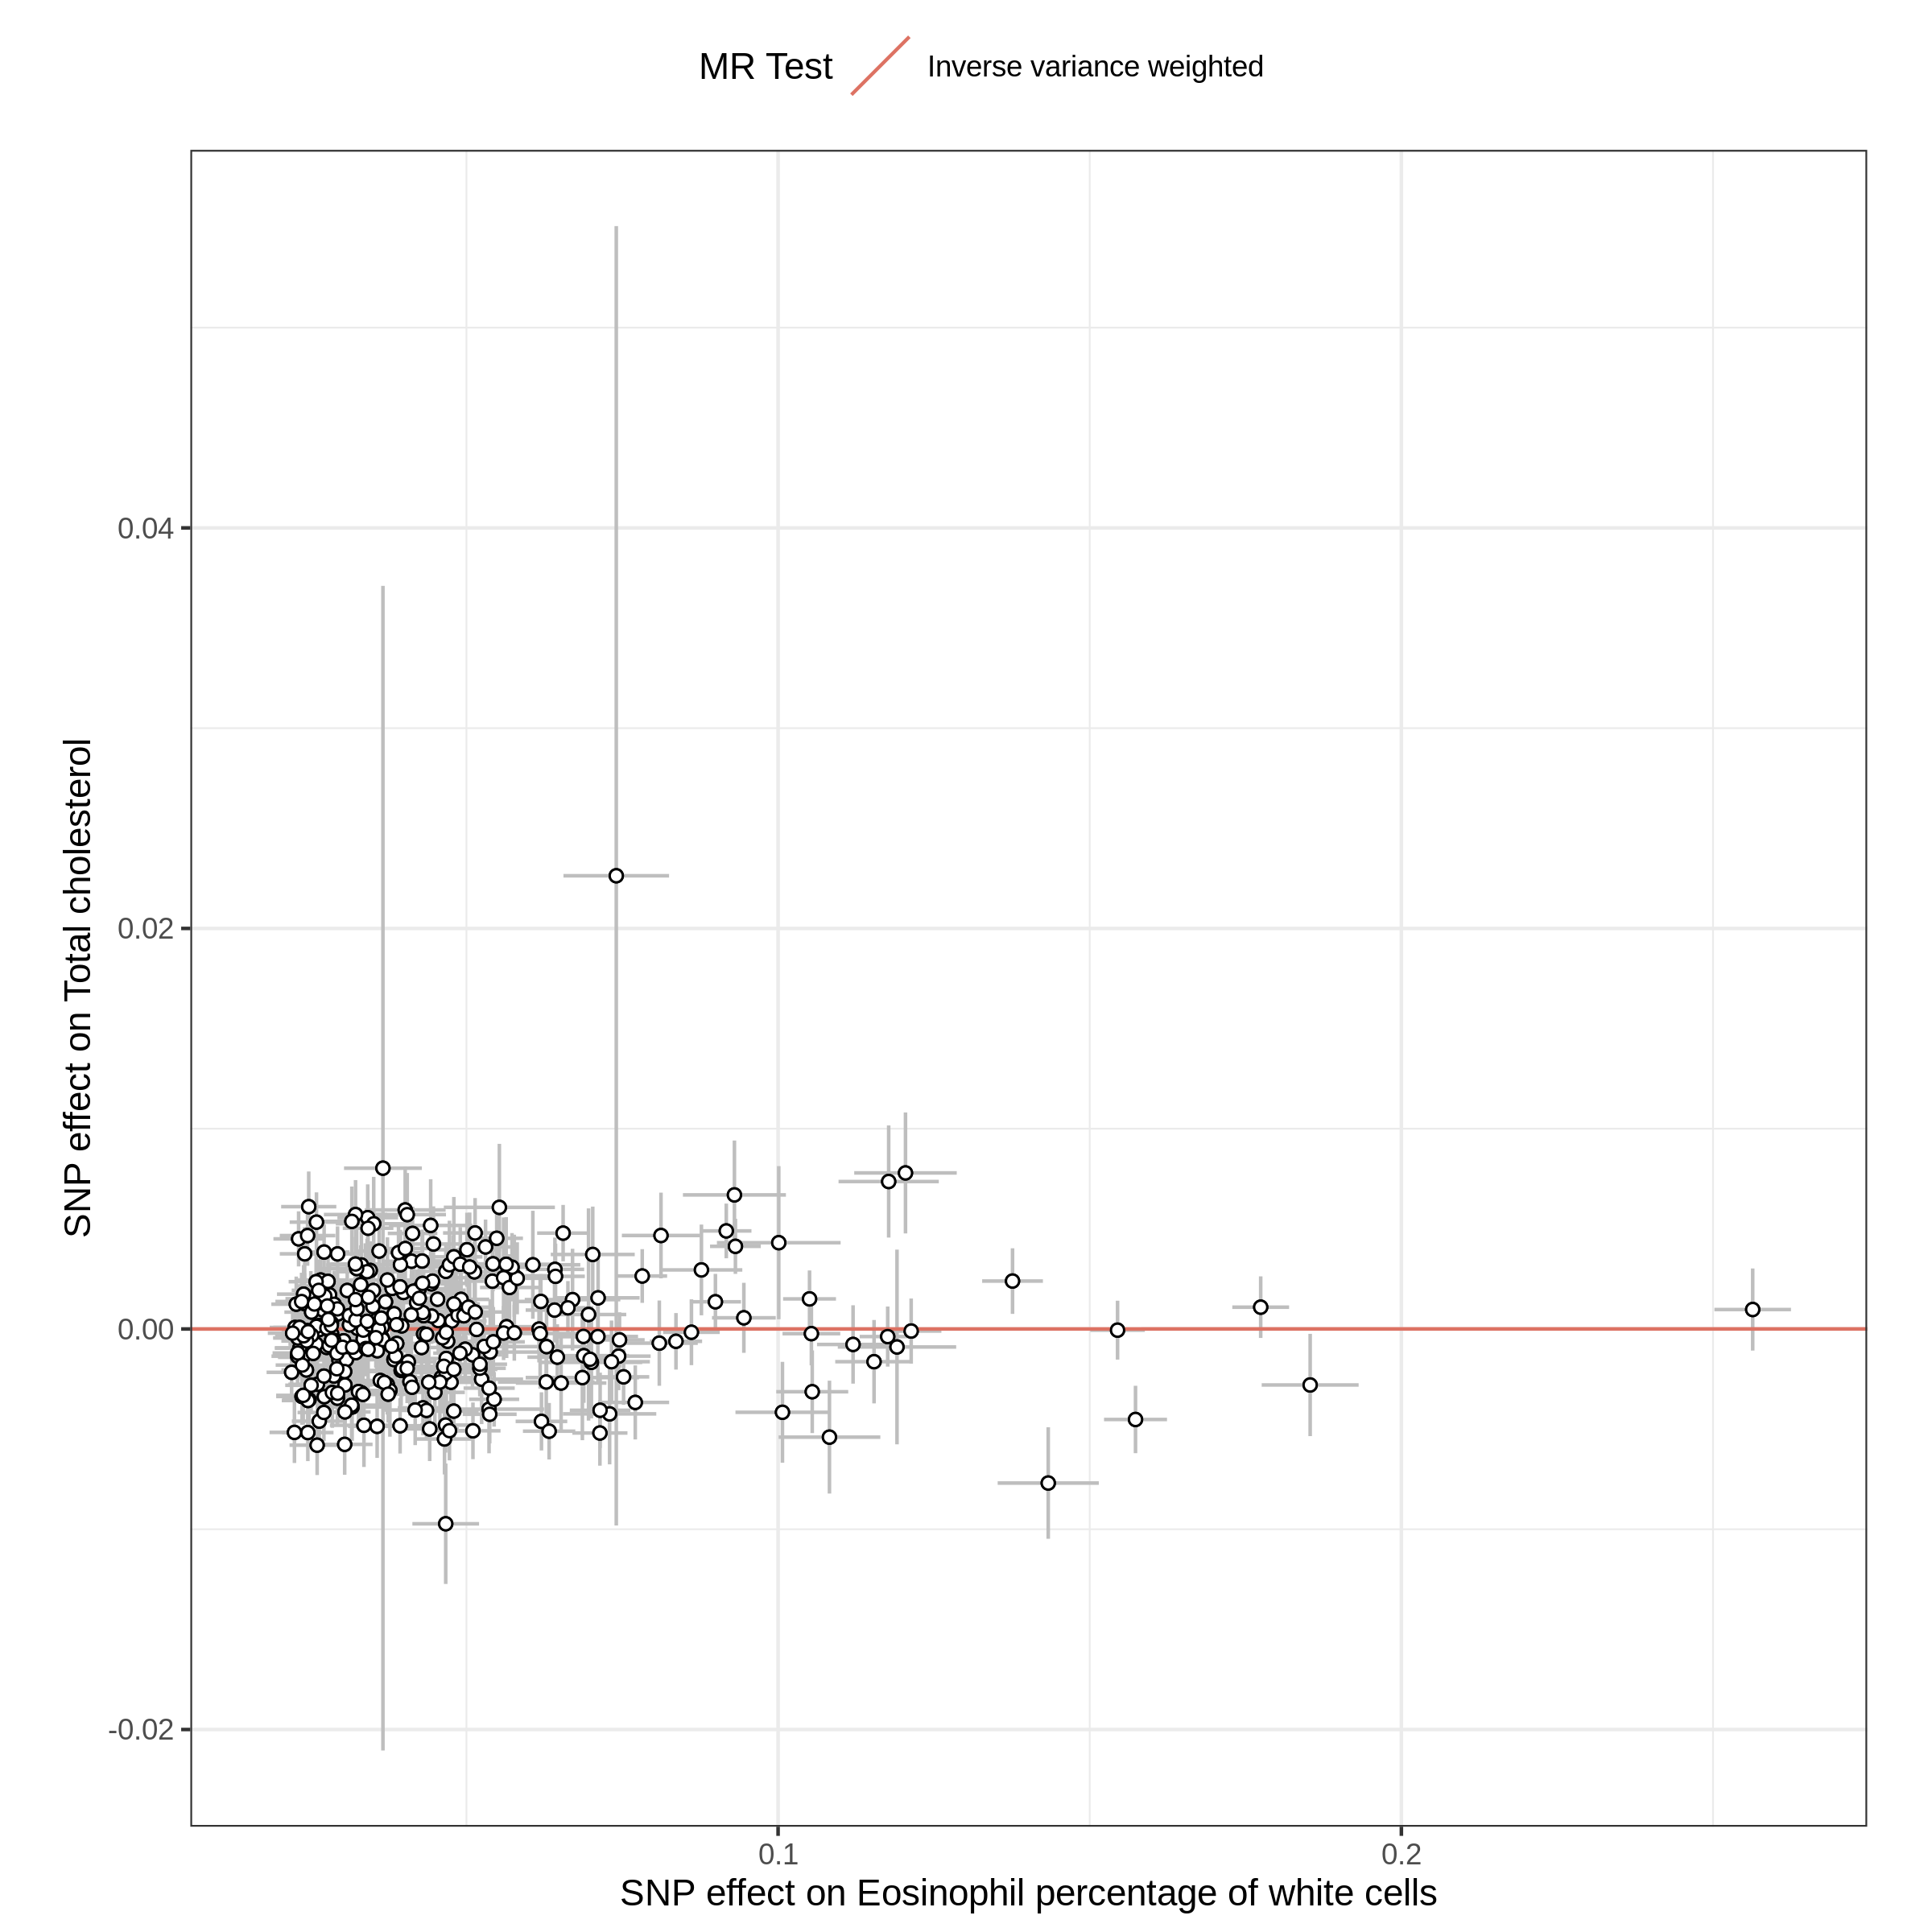 MR Test Inverse variance weighted
SNP effect on Total cholesterol
0.04
0.02
0.00
-0.02
0.1 0.2
SNP effect on Eosinophil percentage of white cells